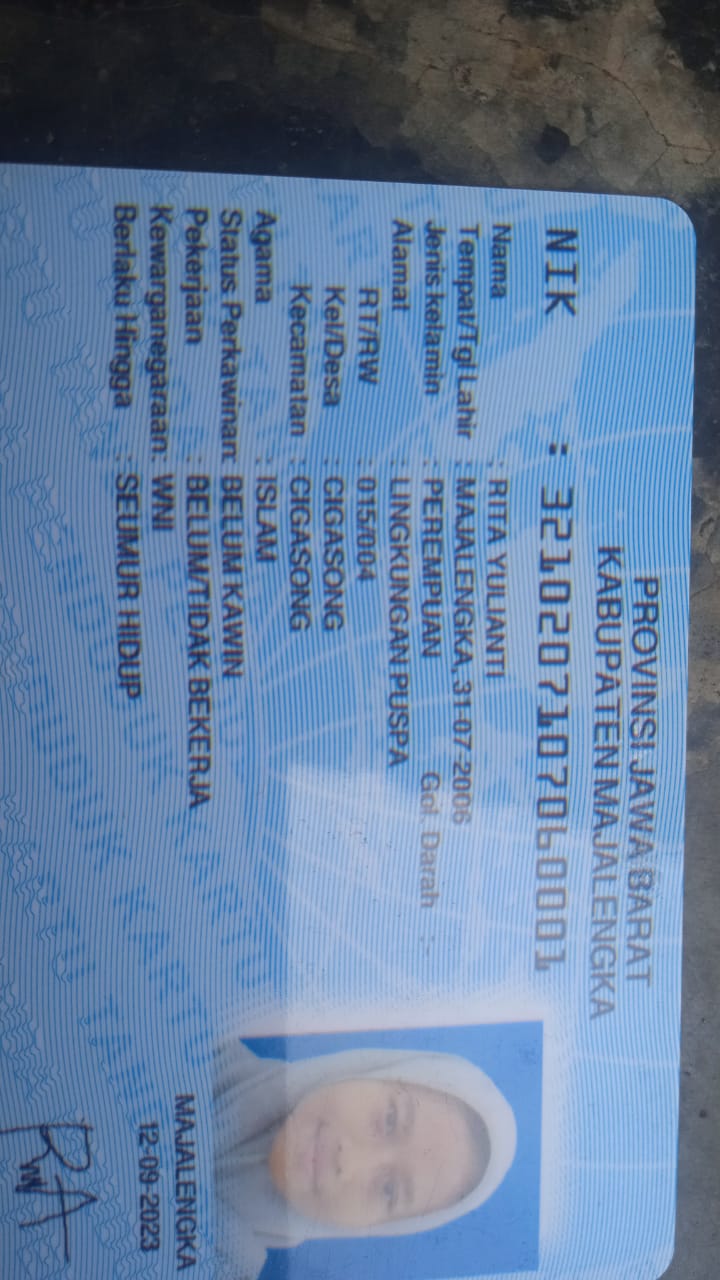 PROVINSI JAWA BARAT
KABUPATEN MAJALENGKA
NIK : 3210207107060001
Nama : RITA YULIANTI
Tempat/Tgl Lahir : MAJALENGKA, 31-07-2006
Jenis kelamin : PEREMPUAN Gol. Darah :-
Alamat : LINGKUNGAN PUSPA
RT/RW : 015/004
Kel/Desa : CIGASONG
Kecamatan : CIGASONG
Agama : ISLAM
Status Perkawinan: BELUM KAWIN
Pekerjaan : BELUM/TIDAK BEKERJA
Kewarganegaraan: WNI
Berlaku Hingga : SEUMUR HIDUP
MAJALENGKA
12-09-2023